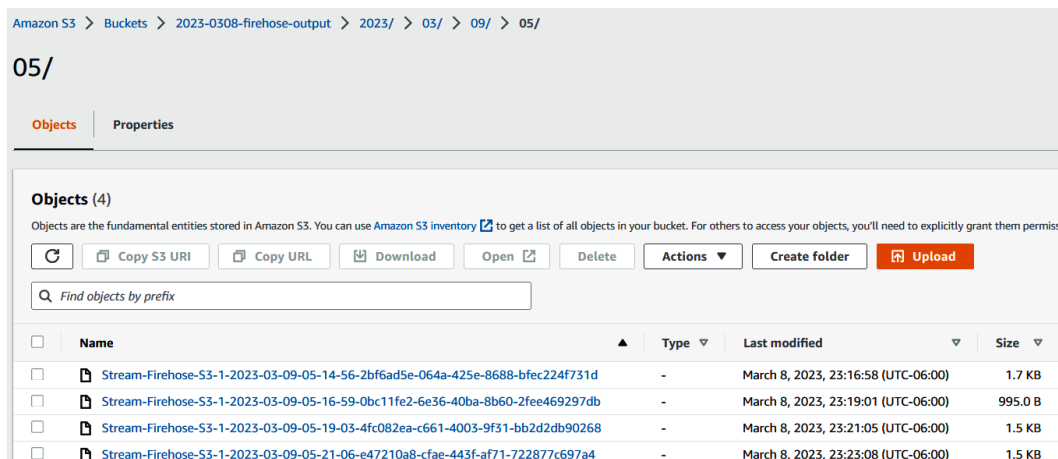 Amazon S3 > Buckets > 2023-0308-firehose-output > 2023/ > 03/ > 09/ > 05/
05/
Objects Properties
Objects (4)
Objects are the fundamental entities stored in Amazon S3. You can use Amazon S3 inventory to get a list of all objects in your bucket. For others to access your objects, you'll need to explicitly grant them permiss
Copy S3 URI Copy URL Download Open Delete Actions ▼ Create folder Upload
Find objects by prefix
Name ▲ Type ▽ Last modified ▽ Size ▽
Stream-Firehose-S3-1-2023-03-09-05-14-56-2bf6ad5e-064a-425e-8688-bfec224f731d - March 8, 2023, 23:16:58 (UTC-06:00) 1.7 KB
Stream-Firehose-S3-1-2023-03-09-05-16-59-0bc11fe2-6e36-40ba-8b60-2fee469297db - March 8, 2023, 23:19:01 (UTC-06:00) 995.0 B
Stream-Firehose-S3-1-2023-03-09-05-19-03-4fc082ea-c661-4003-9f31-bb2d2db90268 - March 8, 2023, 23:21:05 (UTC-06:00) 1.5 KB
Stream-Firehose-S3-1-2023-03-09-05-21-06-e47210a8-cfae-443f-af71-722877c697a4 - March 8, 2023, 23:23:08 (UTC-06:00) 1.5 KB